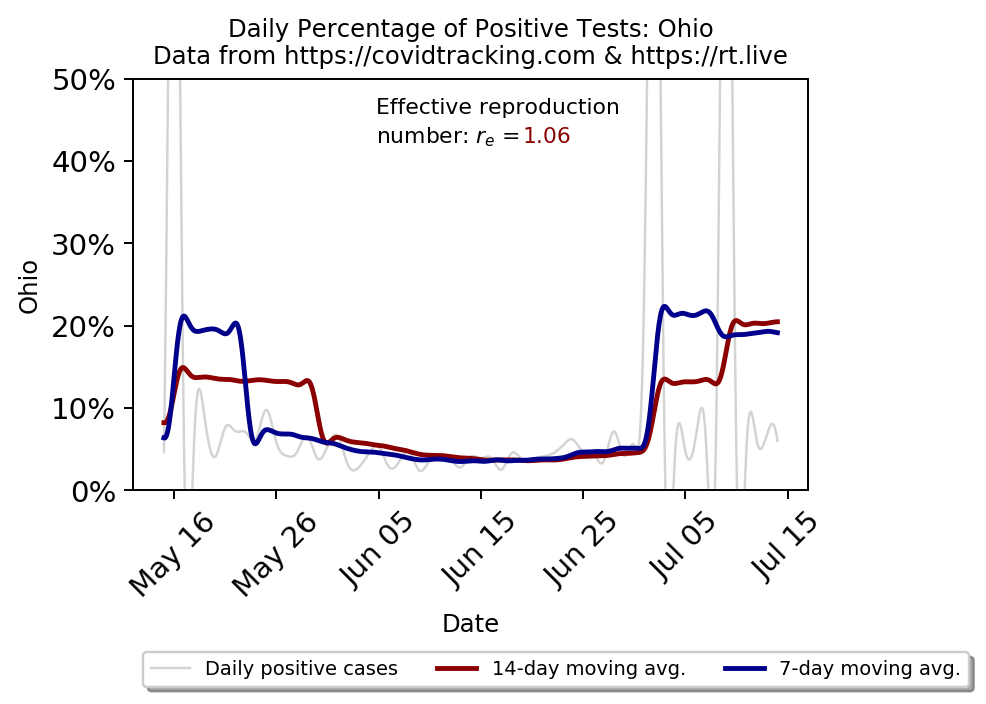 Daily Percentage of Positive Tests: Ohio
Data from https://covidtracking.com & https://rt.live
Effective reproduction
number: rₑ =1.06
50%
40%
30%
20%
10%
0%
Ohio
May 16
May 26
Jun 05
Jun 15
Jun 25
Jul 05
Jul 15
Date
Daily positive cases
14-day moving avg.
7-day moving avg.